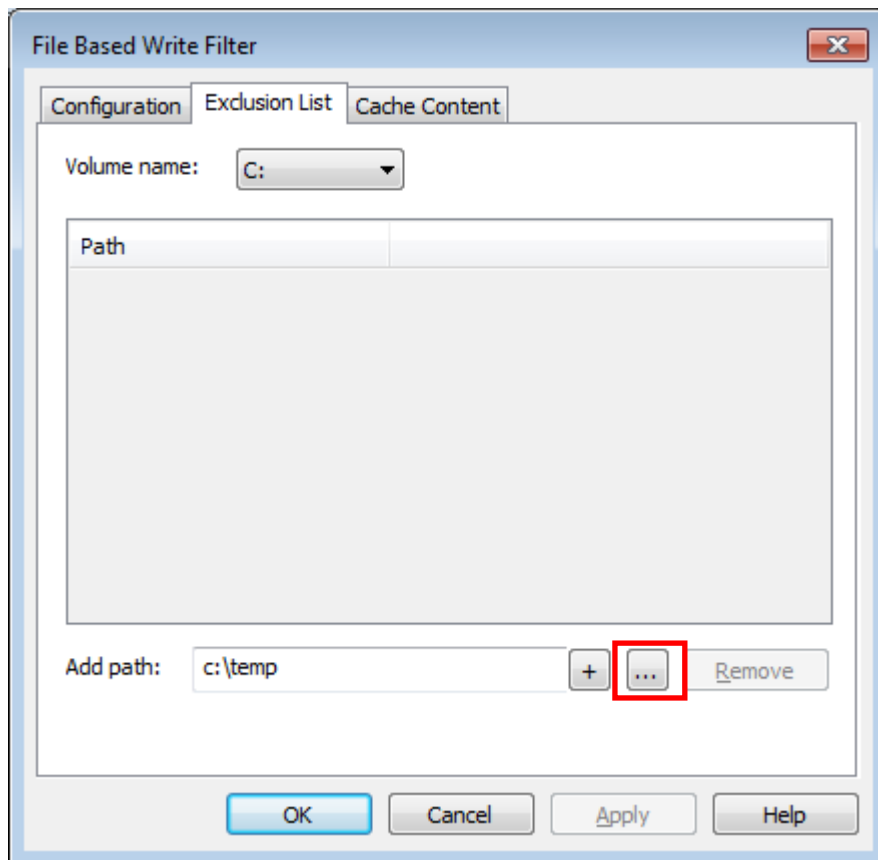 File Based Write Filter
Configuration Exclusion List Cache Content
Volume name: C:
Path
Add path: c:\temp + ... Remove
OK Cancel Apply Help